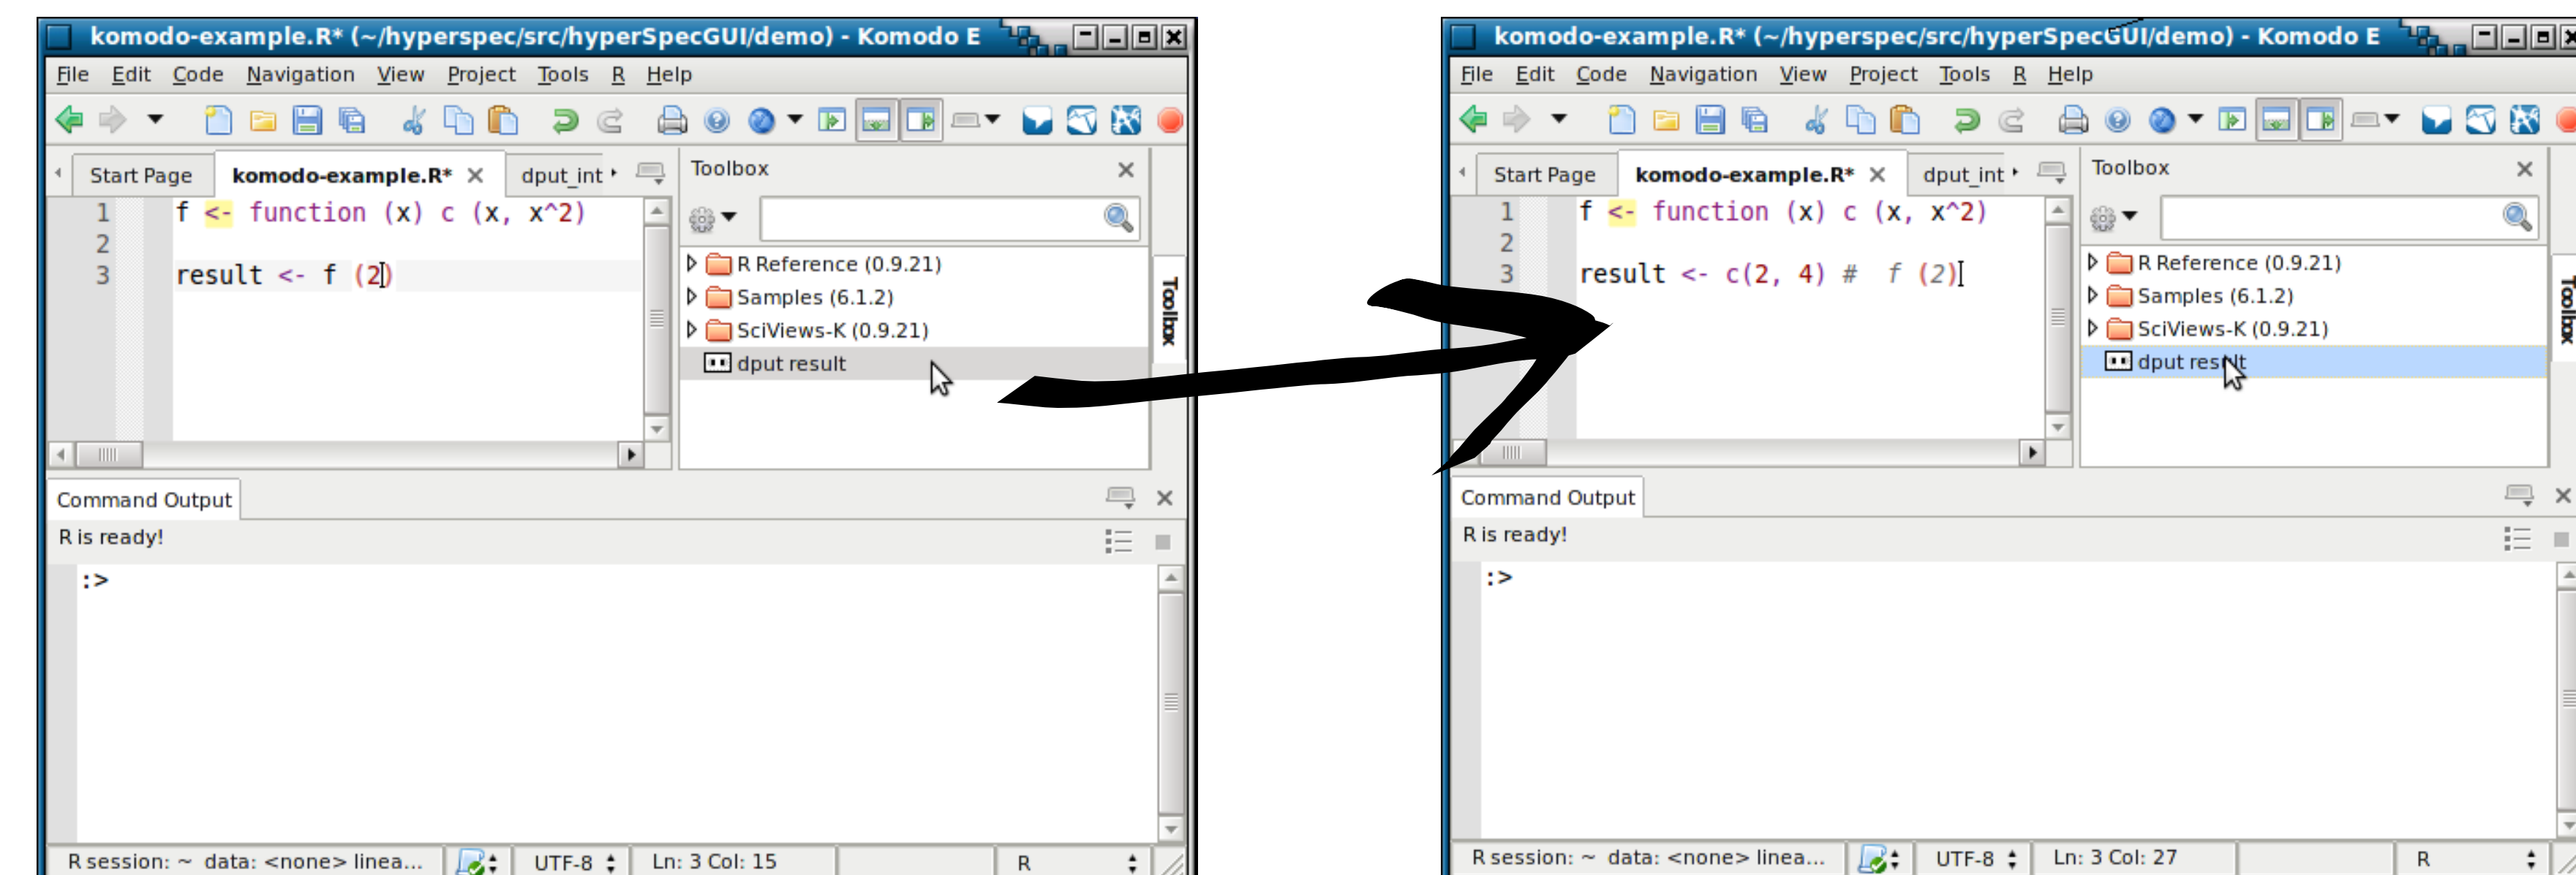 komodo-example.R* (~/hyperspec/src/hyperSpecGUI/demo) - Komodo E
File Edit Code Navigation View Project Tools R Help
Start Page komodo-example.R* dput_int
Toolbox
1 f <- function (x) c (x, x^2)
2
3 result <- f (2)
R Reference (0.9.21)
Samples (6.1.2)
SciViews-K (0.9.21)
dput result
Toolbox
Command Output
R is ready!
:>
R session: ~ data: <none> linea... UTF-8 Ln: 3 Col: 15 R
komodo-example.R* (~/hyperspec/src/hyperSpecGUI/demo) - Komodo E
File Edit Code Navigation View Project Tools R Help
Start Page komodo-example.R* dput_int
Toolbox
1 f <- function (x) c (x, x^2)
2
3 result <- c(2, 4) # f (2)
R Reference (0.9.21)
Samples (6.1.2)
SciViews-K (0.9.21)
dput result
Toolbox
Command Output
R is ready!
:>
R session: ~ data: <none> linea... UTF-8 Ln: 3 Col: 27 R